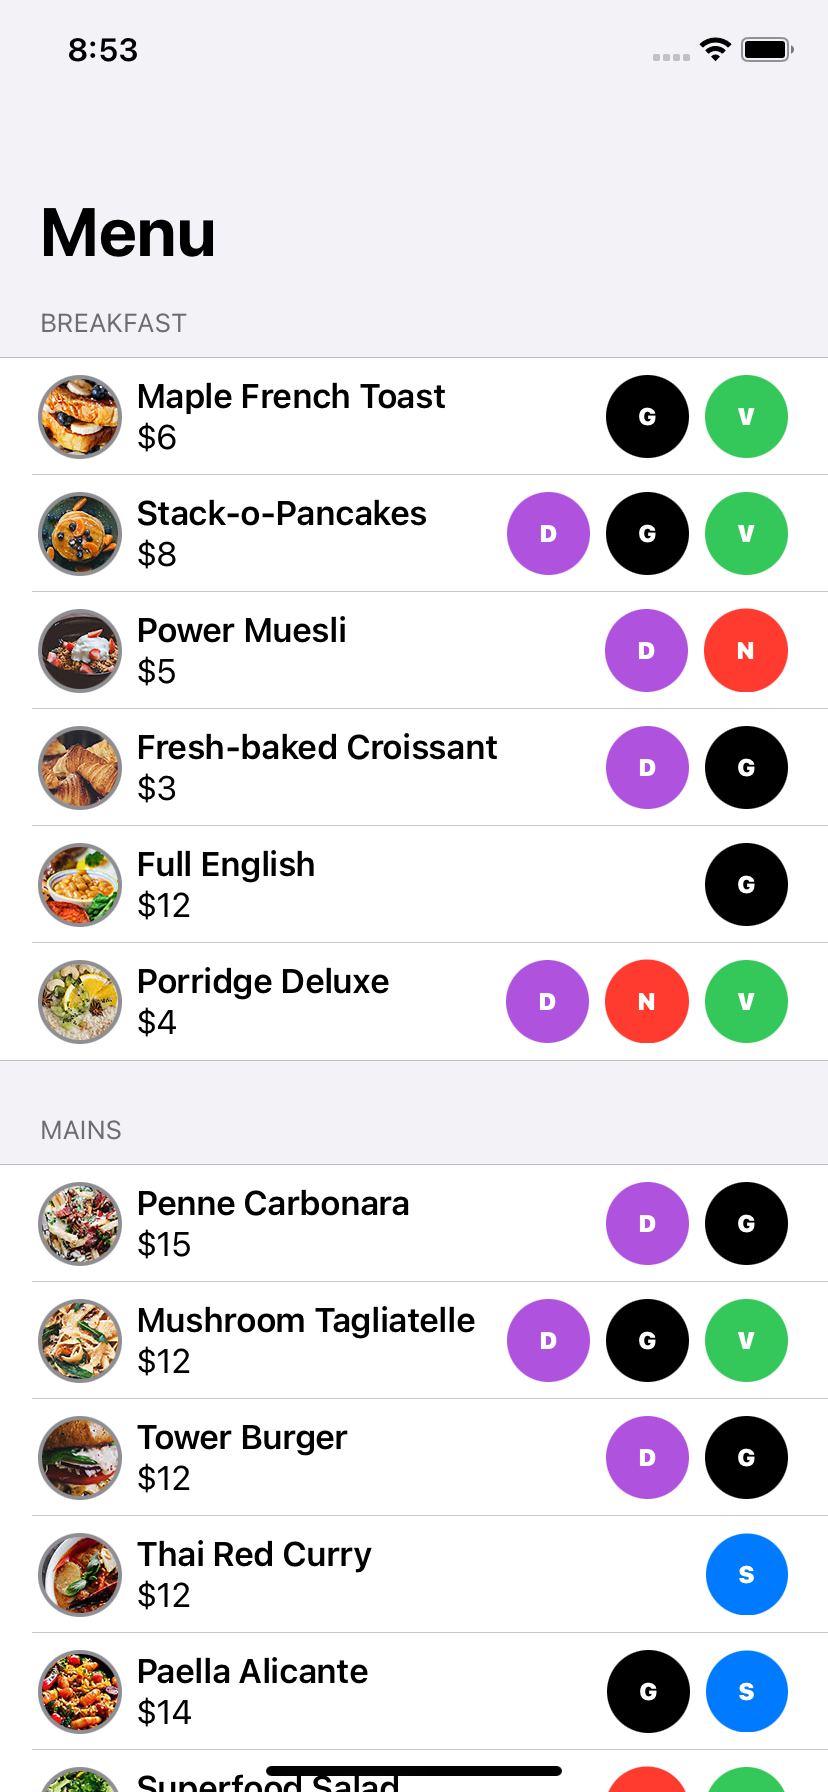 8:53
Menu
BREAKFAST
Maple French Toast
$6
G V
Stack-o-Pancakes
$8
D G V
Power Muesli
$5
D N
Fresh-baked Croissant
$3
D G
Full English
$12
G
Porridge Deluxe
$4
D N V
MAINS
Penne Carbonara
$15
D G
Mushroom Tagliatelle
$12
D G V
Tower Burger
$12
D G
Thai Red Curry
$12
S
Paella Alicante
$14
G S
Superfood Salad